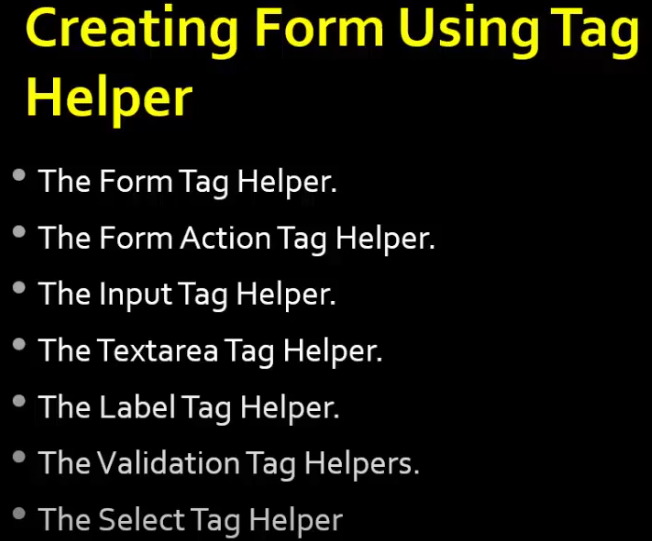 Creating Form Using Tag
Helper
• The Form Tag Helper.
• The Form Action Tag Helper.
• The Input Tag Helper.
• The Textarea Tag Helper.
• The Label Tag Helper.
• The Validation Tag Helpers.
• The Select Tag Helper